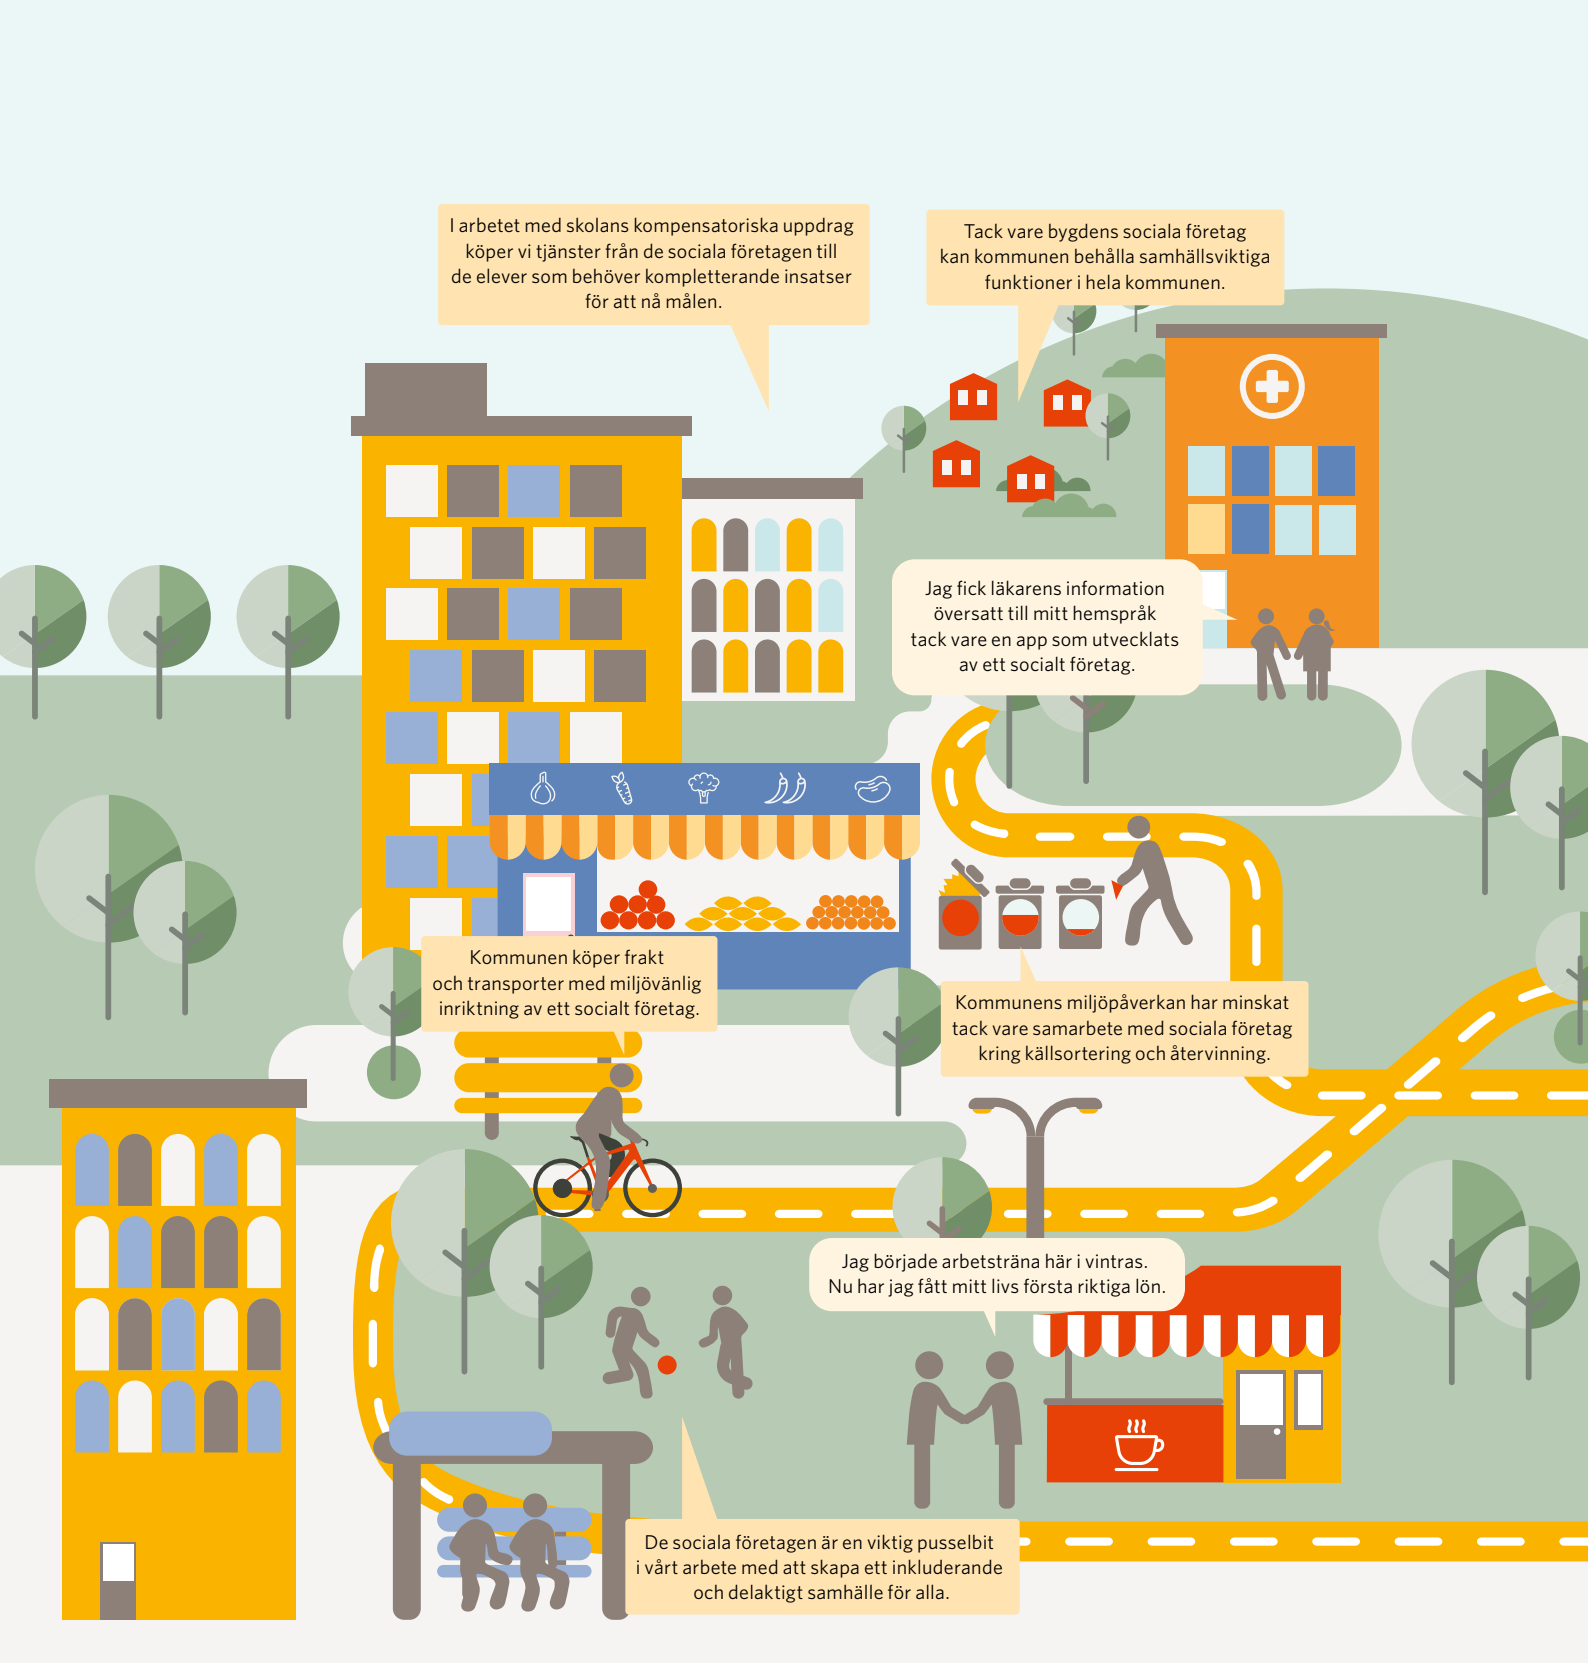 I arbetet med skolans kompensatoriska uppdrag
köper vi tjänster från de sociala företagen till
de elever som behöver kompletterande insatser
för att nå målen.
Tack vare bygdens sociala företag
kan kommunen behålla samhällsviktiga
funktioner i hela kommunen.
Jag fick läkarens information
översatt till mitt hemspråk
tack vare en app som utvecklats
av ett socialt företag.
Kommunen köper frakt
och transporter med miljövänlig
inriktning av ett socialt företag.
Kommunens miljöpåverkan har minskat
tack vare samarbete med sociala företag
kring källsortering och återvinning.
Jag började arbetsträna här i vintras.
Nu har jag fått mitt livs första riktiga lön.
De sociala företagen är en viktig pusselbit
i vårt arbete med att skapa ett inkluderande
och delaktigt samhälle för alla.